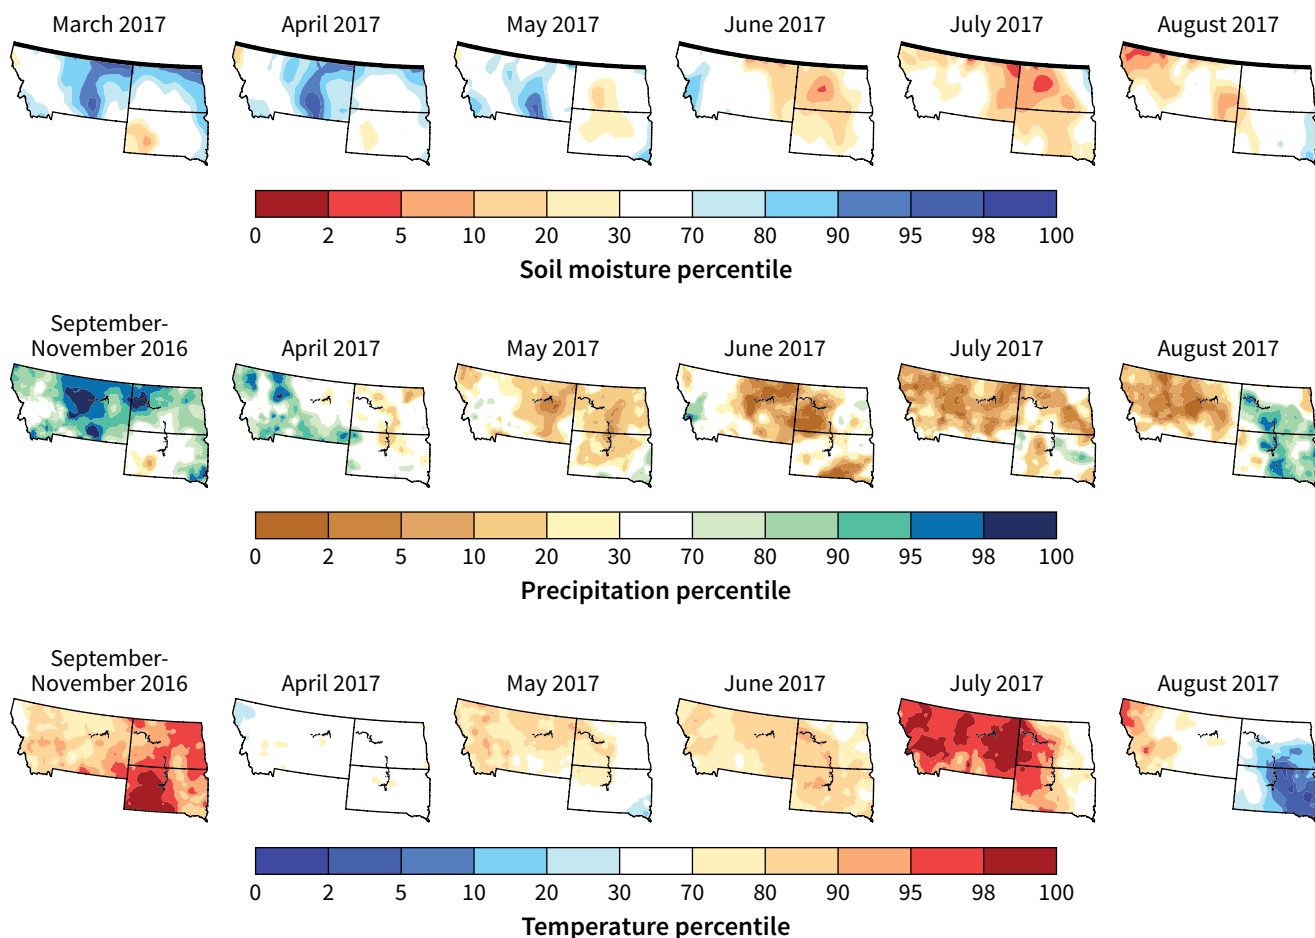 March 2017 April 2017 May 2017 June 2017 July 2017 August 2017
0 2 5 10 20 30 70 80 90 95 98 100
Soil moisture percentile
September-
November 2016 April 2017 May 2017 June 2017 July 2017 August 2017
0 2 5 10 20 30 70 80 90 95 98 100
Precipitation percentile
September-
November 2016 April 2017 May 2017 June 2017 July 2017 August 2017
0 2 5 10 20 30 70 80 90 95 98 100
Temperature percentile